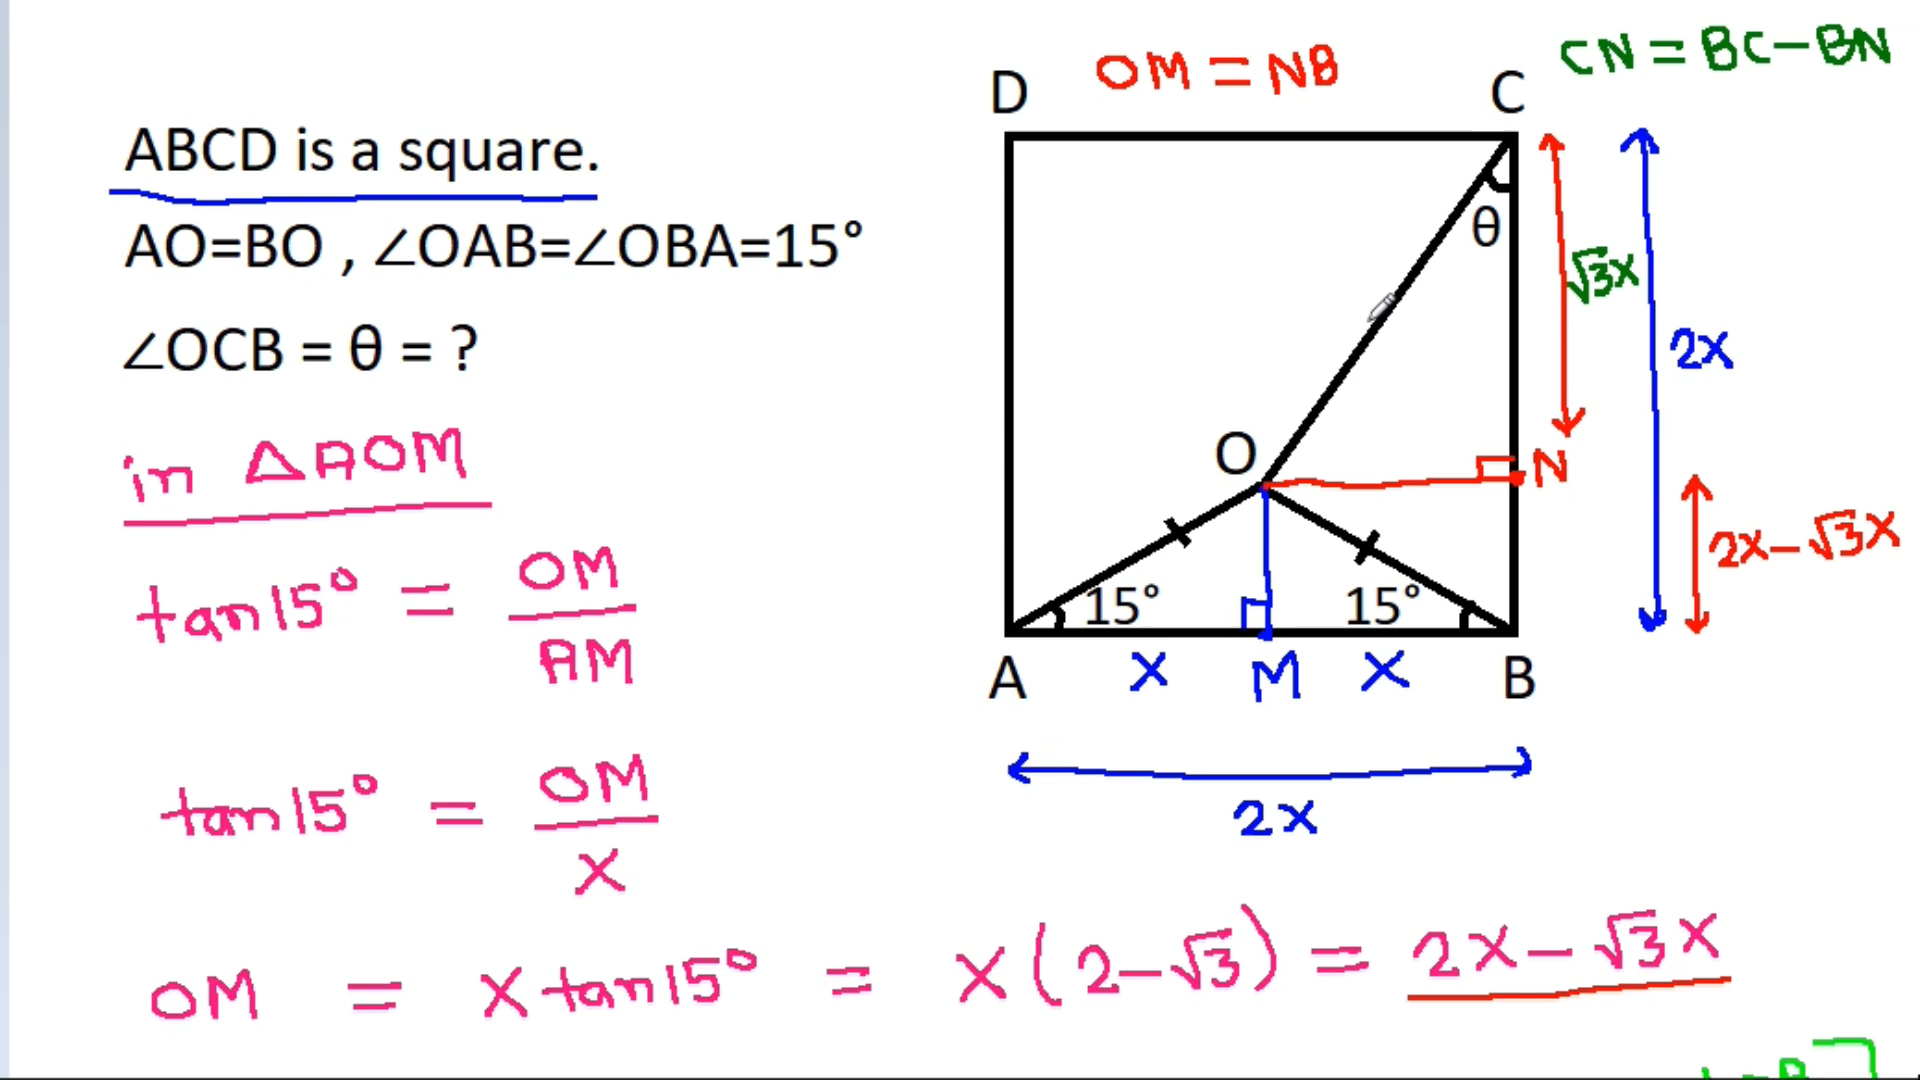 OM = NB
CN = BC - BN
D
C
ABCD is a square.
AO=BO , ∠OAB=∠OBA=15°
∠OCB = θ = ?
θ
√3x
2x
O
N
2x-√3x
15°
15°
A
x
M
x
B
2x
in △AOM
tan15° = OM
AM
tan15° = OM
x
OM = x tan15° = x(2-√3) = 2x-√3x